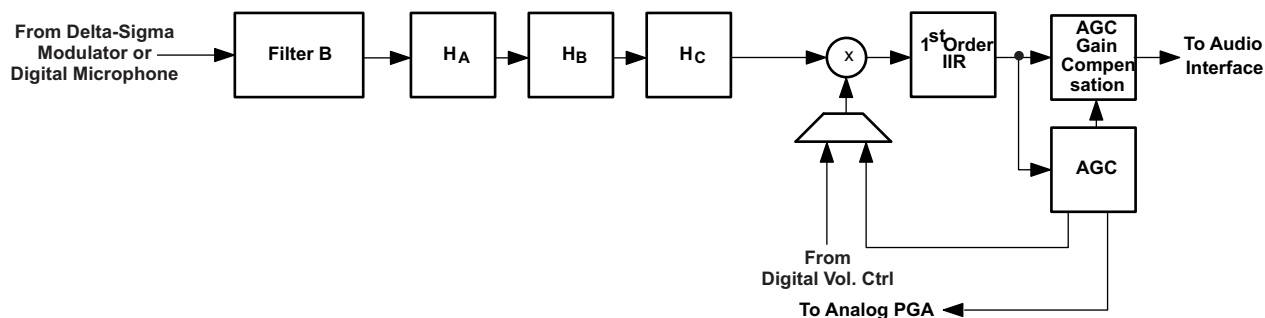 From Delta-Sigma
Modulator or
Digital Microphone
Filter B
HA
HB
HC
x
1st Order
IIR
AGC
Gain
Compen
sation
To Audio
Interface
AGC
From
Digital Vol. Ctrl
To Analog PGA